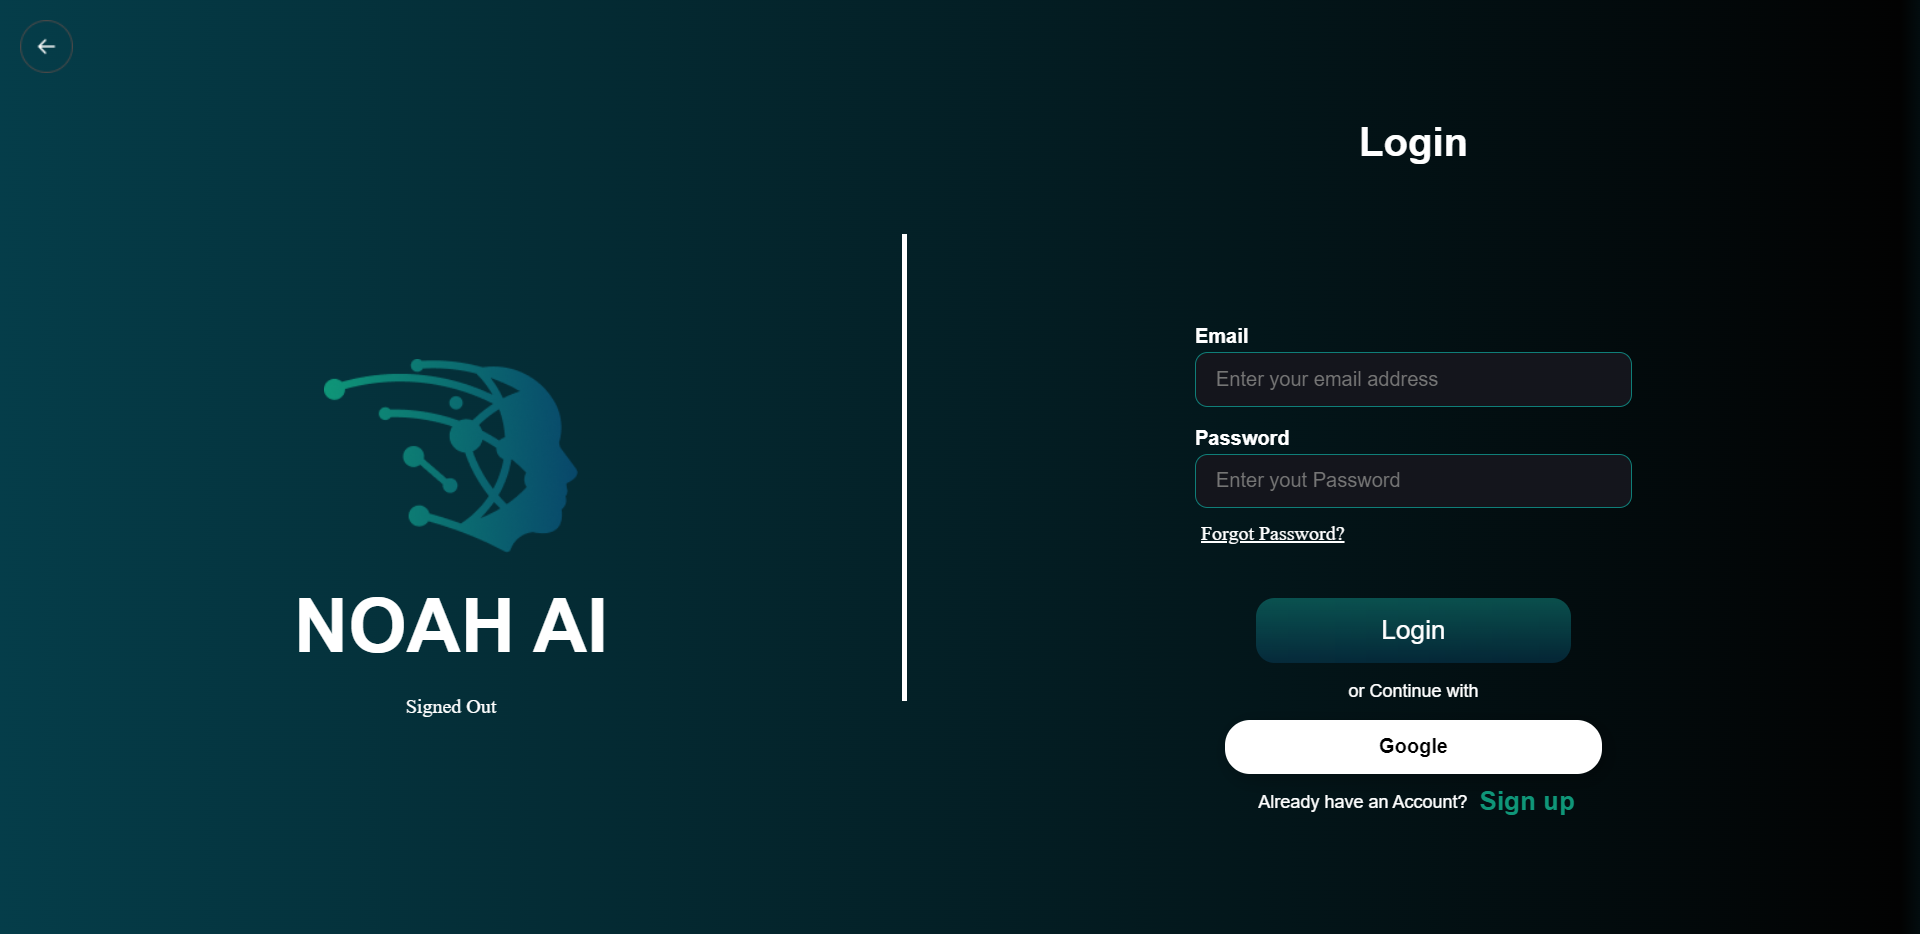 NOAH AI
Signed Out
Login
Email
Enter your email address
Password
Enter yout Password
Forgot Password?
Login
or Continue with
Google
Already have an Account? Sign up